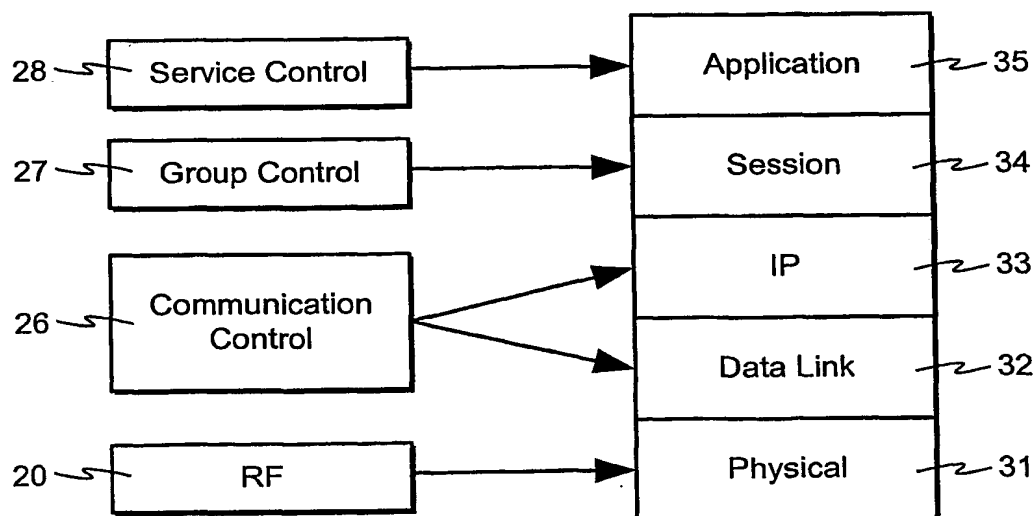 28 Service Control Application 35
27 Group Control Session 34
IP 33
26 Communication Control
Data Link 32
20 RF Physical 31